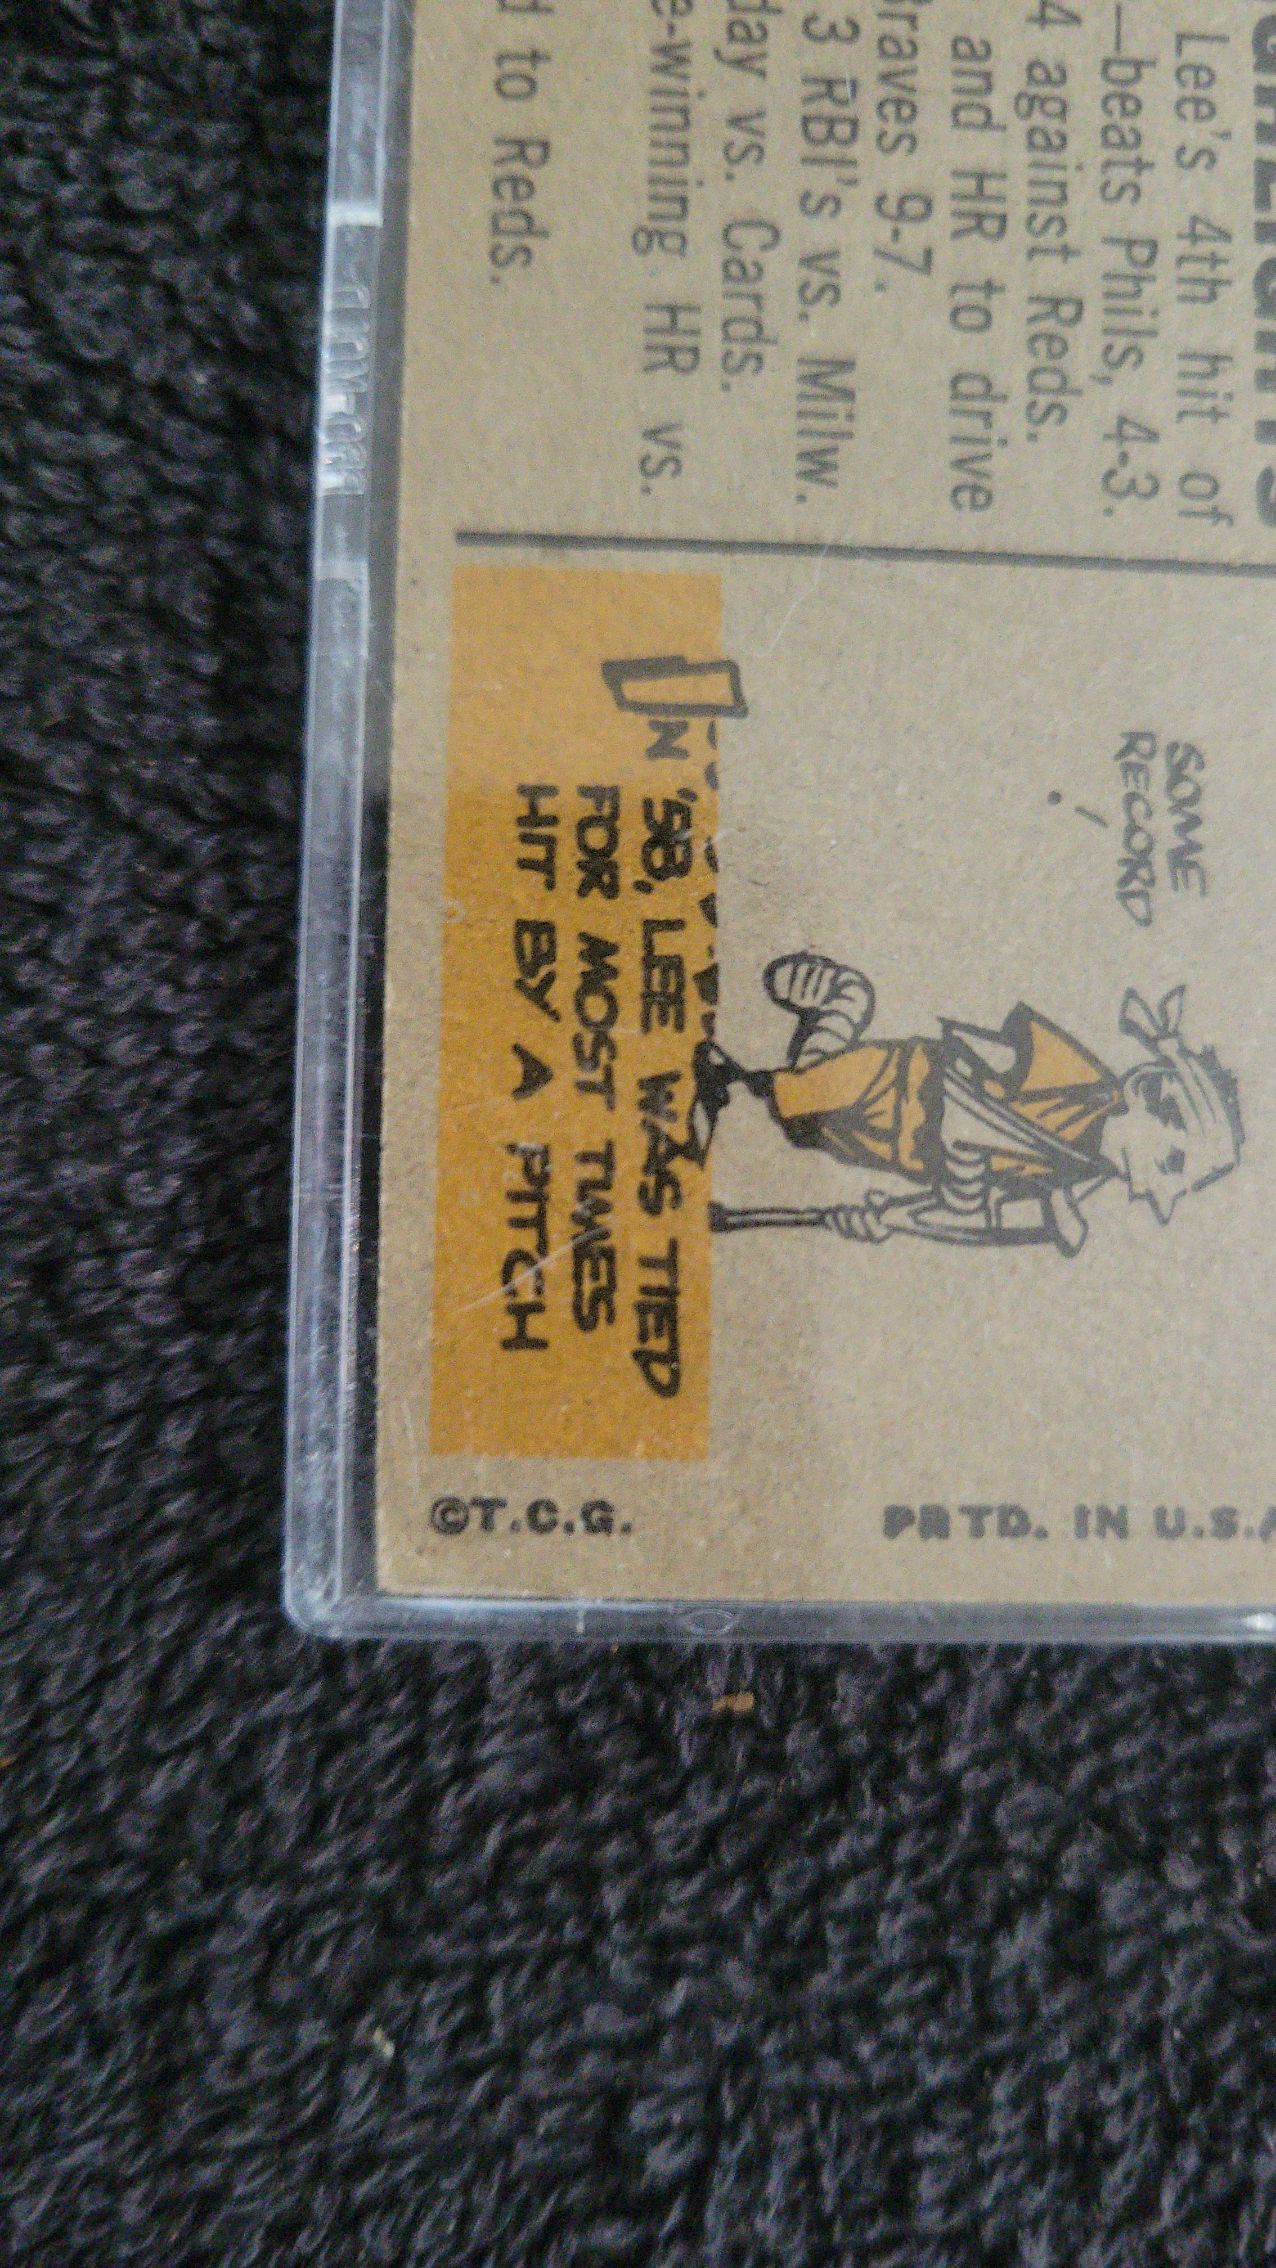 Lee's 4th hit of
—beats Phils, 4-3.
4 against Reds.
and HR to drive
raves 9-7.
3 RBI's vs. Milw.
day vs. Cards.
e-winning HR vs.
d to Reds.
SOME
RECORD!
IN '58, LEE WAS TIED
FOR MOST TIMES
HIT BY A PITCH
©T.C.G.
PRTD. IN U.S.A